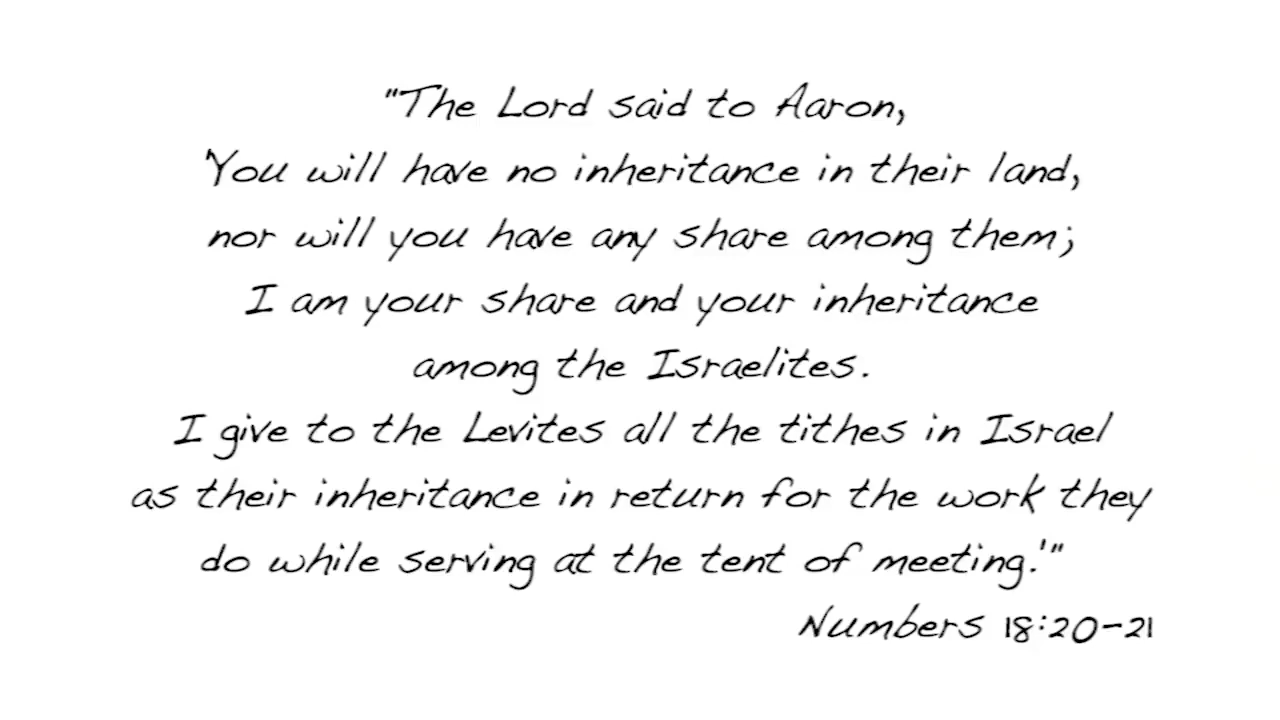 "The Lord said to Aaron,
'You will have no inheritance in their land,
nor will you have any share among them;
I am your share and your inheritance
among the Israelites.
I give to the Levites all the tithes in Israel
as their inheritance in return for the work they
do while serving at the tent of meeting.'"
Numbers 18:20-21